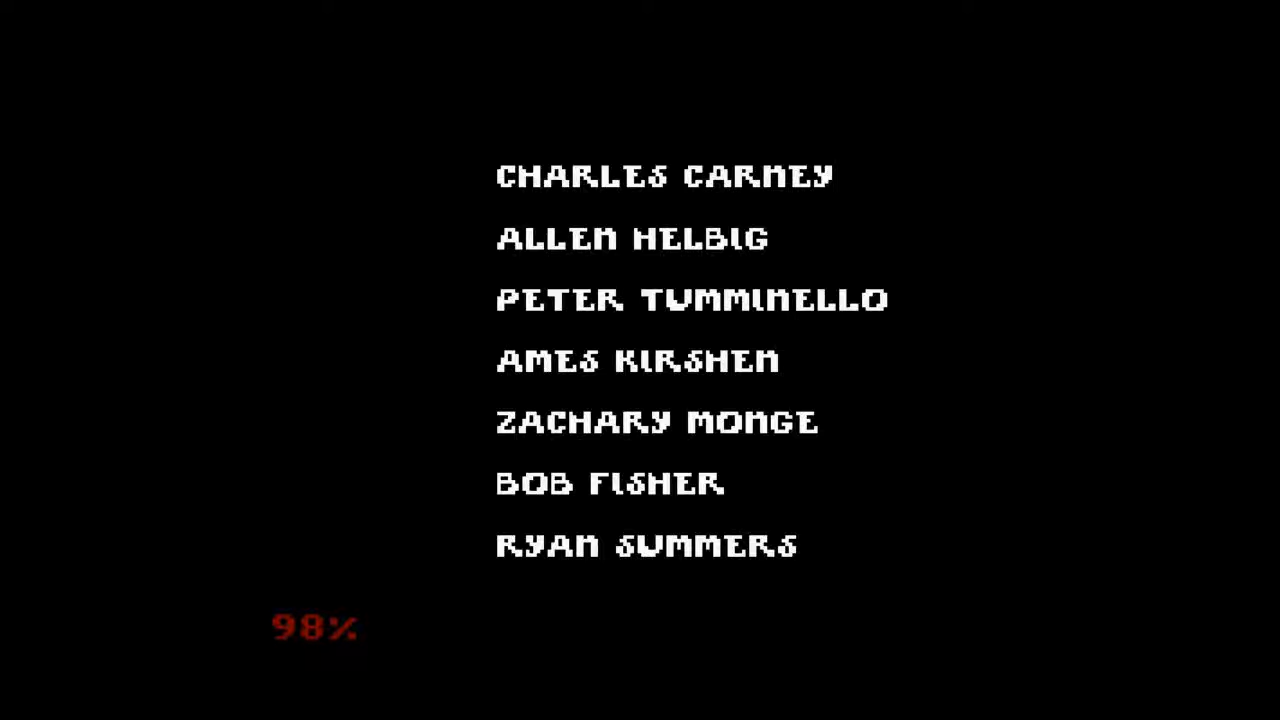 CHARLES CARNEY
ALLEN HELBIG
PETER TUMMINELLO
AMES KIRSHEN
ZACHARY MONGE
BOB FISHER
RYAN SUMMERS
98%